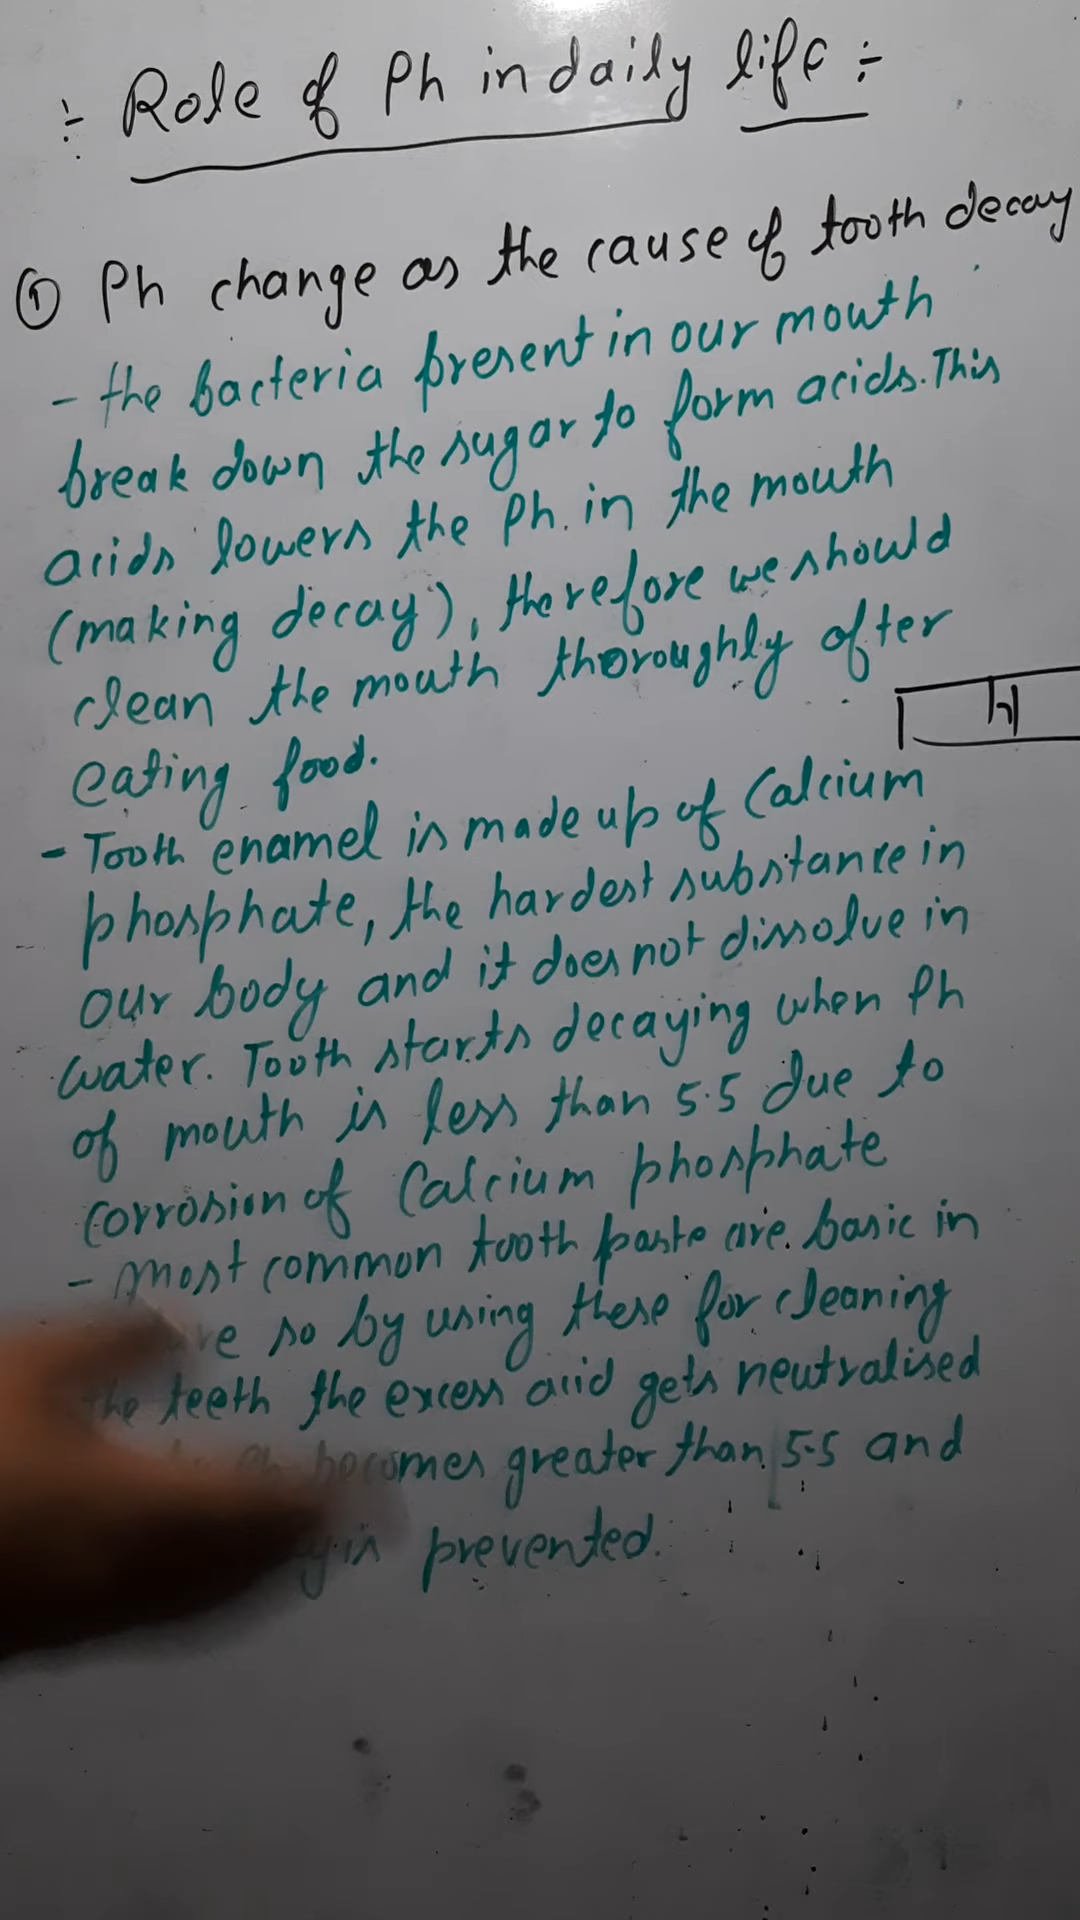 :- Role of Ph in daily life :-
① Ph change as the cause of tooth decay
- the bacteria present in our mouth
break down the sugar to form acids. This
acids lowers the Ph. in the mouth
(making decay), therefore we should
clean the mouth thoroughly after
eating food.
- Tooth enamel is made up of Calcium
phosphate, the hardest substance in
our body and it does not dissolve in
water. Tooth starts decaying when Ph
of mouth is less than 5.5 due to
corrosion of Calcium phosphate
- most common tooth paste are basic in
so by using these for cleaning
the teeth the excess acid gets neutralised
Ph becomes greater than 5.5 and
is prevented.